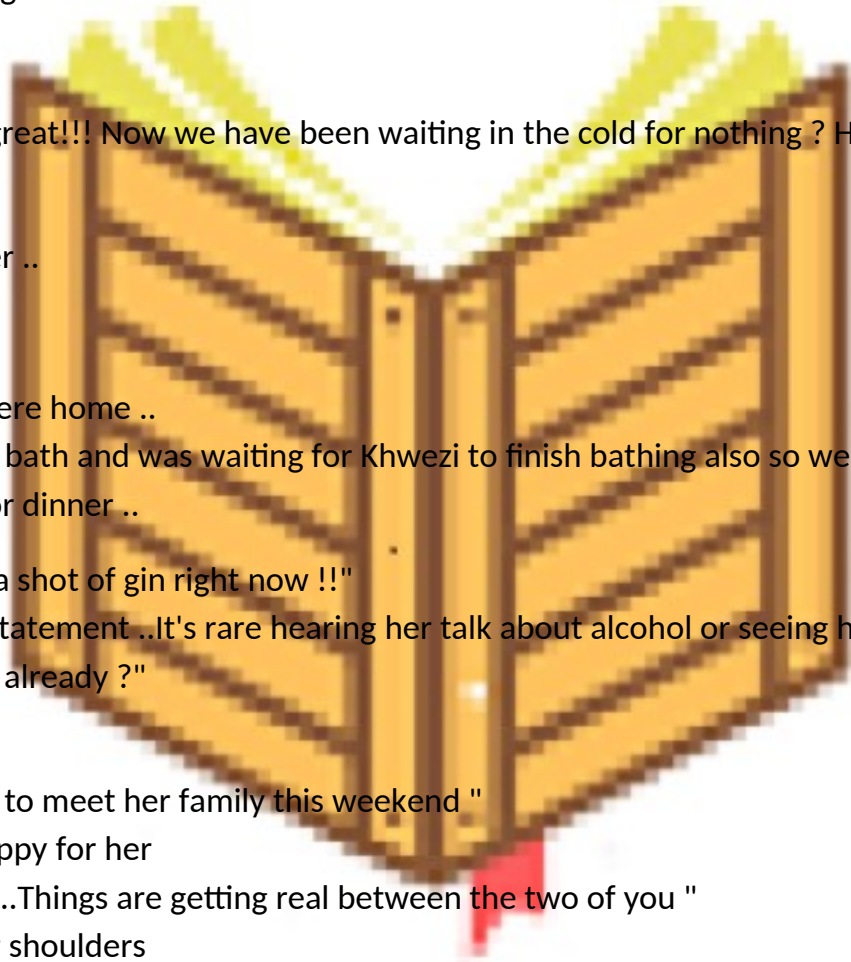 great!!! Now we have been waiting in the cold for nothing ? H
er ..
ere home ..
bath and was waiting for Khwezi to finish bathing also so we
or dinner ..
a shot of gin right now !!"
tatement ..It's rare hearing her talk about alcohol or seeing h
already ?"
to meet her family this weekend "
ppy for her
..Things are getting real between the two of you "
shoulders